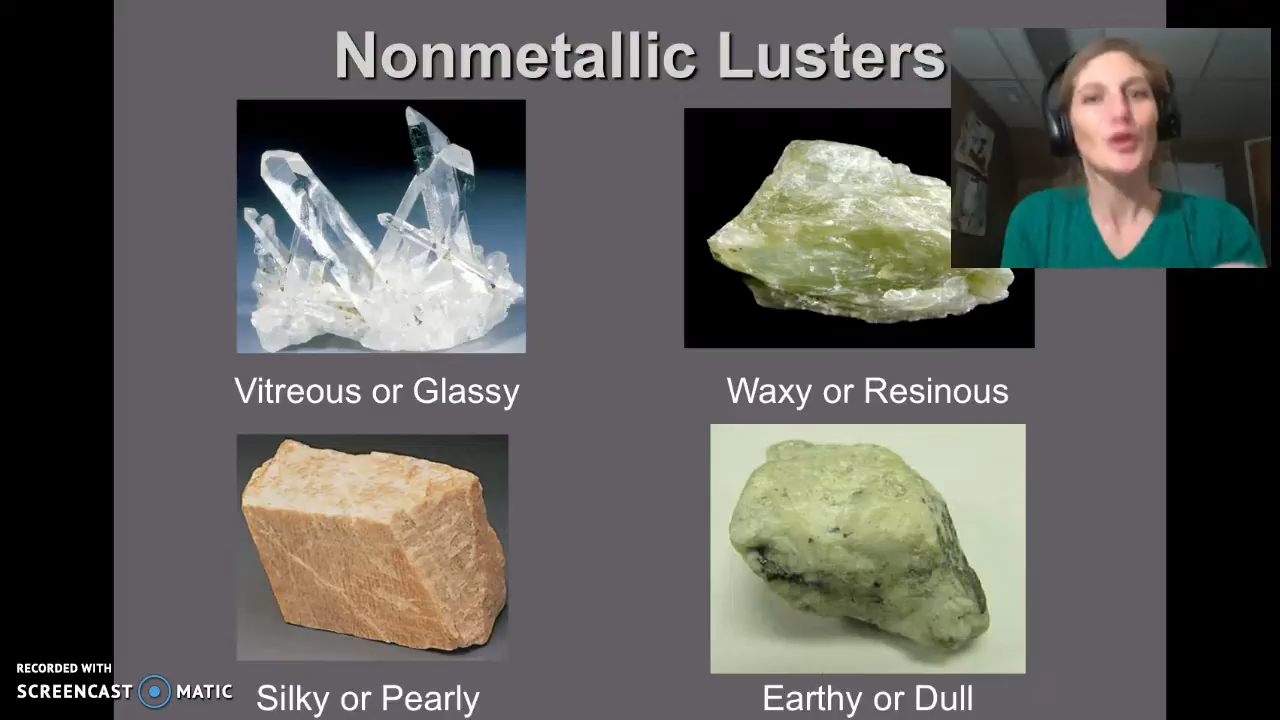 Nonmetallic Lusters
Vitreous or Glassy
Waxy or Resinous
Silky or Pearly
Earthy or Dull
RECORDED WITH
SCREENCAST MATIC